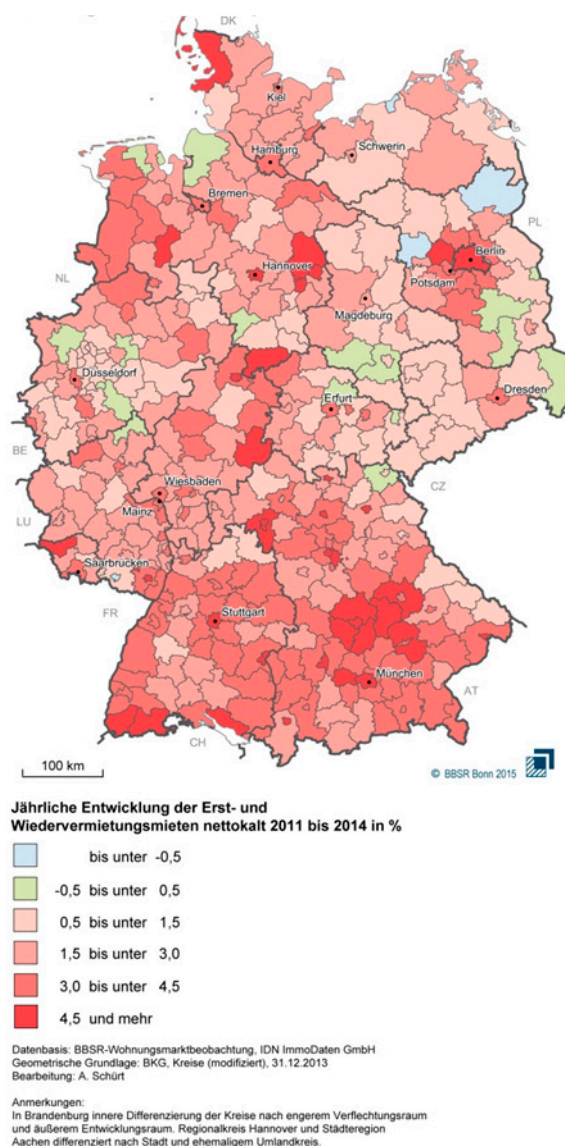 DK
Kiel
Schwerin
Hamburg
Bremen
PL
Berlin
NL
Hannover
Potsdam
Magdeburg
Düsseldorf
Dresden
Erfurt
BE
CZ
Wiesbaden
LU
Mainz
Saarbrücken
FR
Stuttgart
München
AT
CH
100 km
© BBSR Bonn 2015
Jährliche Entwicklung der Erst- und
Wiedervermietungsmieten nettokalt 2011 bis 2014 in %
bis unter -0,5
-0,5 bis unter 0,5
0,5 bis unter 1,5
1,5 bis unter 3,0
3,0 bis unter 4,5
4,5 und mehr
Datenbasis: BBSR-Wohnungsmarktbeobachtung, IDN ImmoDaten GmbH
Geometrische Grundlage: BKG, Kreise (modifiziert), 31.12.2013
Bearbeitung: A. Schürt
Anmerkungen:
In Brandenburg innere Differenzierung der Kreise nach engerem Verflechtungsraum
und äußerem Entwicklungsraum. Regionalkreis Hannover und Städteregion
Aachen differenziert nach Stadt und ehemaligem Umlandkreis.